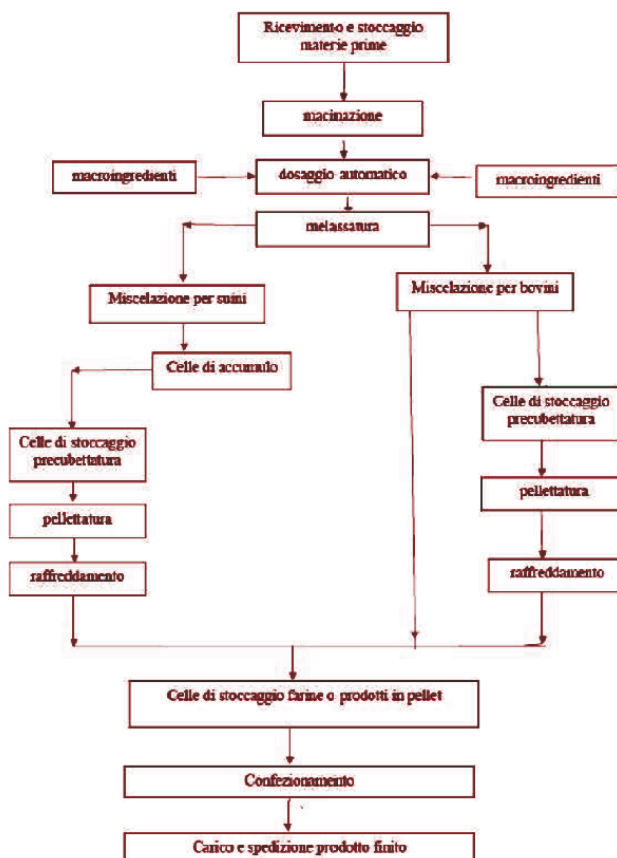 Ricevimento e stoccaggio
materie prime
macinazione
macroingredienti
dosaggio automatico
macroingredienti
melassatura
Miscelazione per suini
Miscelazione per bovini
Celle di accumulo
Celle di stoccaggio
precubettatura
Celle di stoccaggio
precubettatura
pellettatura
pellettatura
raffreddamento
raffreddamento
Celle di stoccaggio farine o prodotti in pellet
Confezionamento
Carico e spedizione prodotto finito